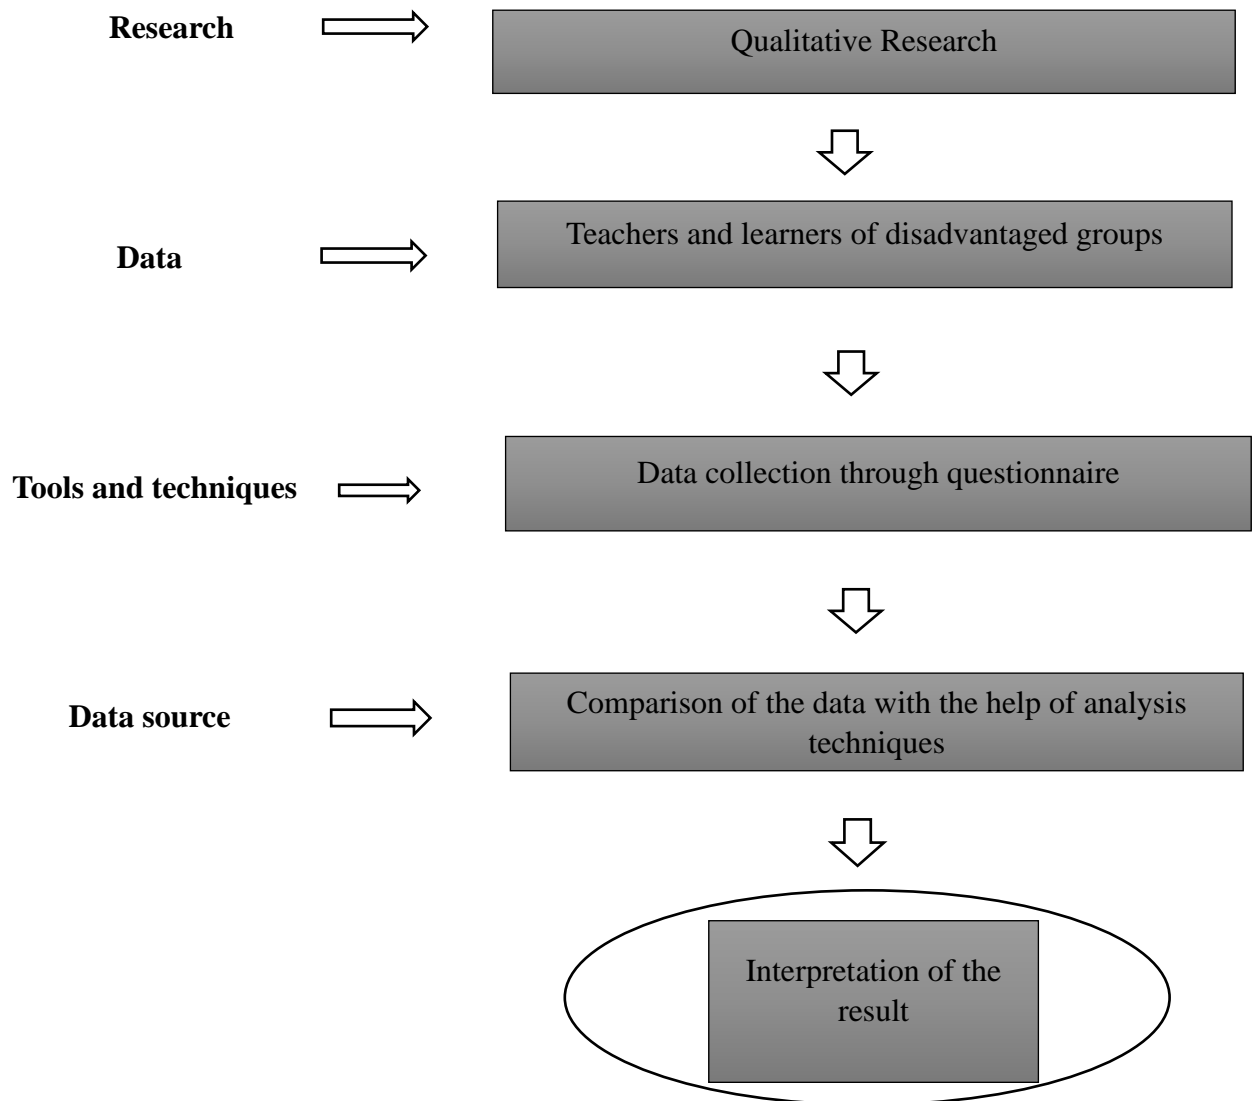 Research
Qualitative Research
Data
Teachers and learners of disadvantaged groups
Tools and techniques
Data collection through questionnaire
Data source
Comparison of the data with the help of analysis
techniques
Interpretation of the
result